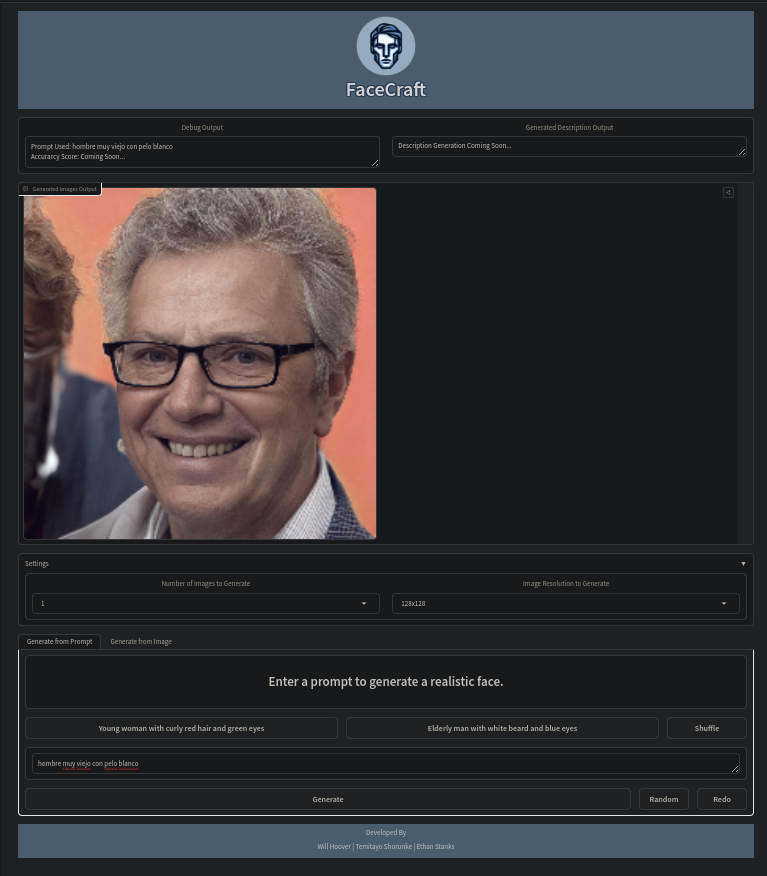 FaceCraft
Debug Output
Prompt Used: hombre muy viejo con pelo blanco
Accurarcy Score: Coming Soon...
Generated Description Output
Description Generation Coming Soon...
Generated Images Output
Settings
Number of Images to Generate
1
Image Resolution to Generate
128x128
Generate from Prompt
Generate from Image
Enter a prompt to generate a realistic face.
Young woman with curly red hair and green eyes
Elderly man with white beard and blue eyes
Shuffle
hombre muy viejo con pelo blanco
Generate
Random
Redo
Developed By
Will Hoover | Temitayo Shorunke | Ethan Stanks